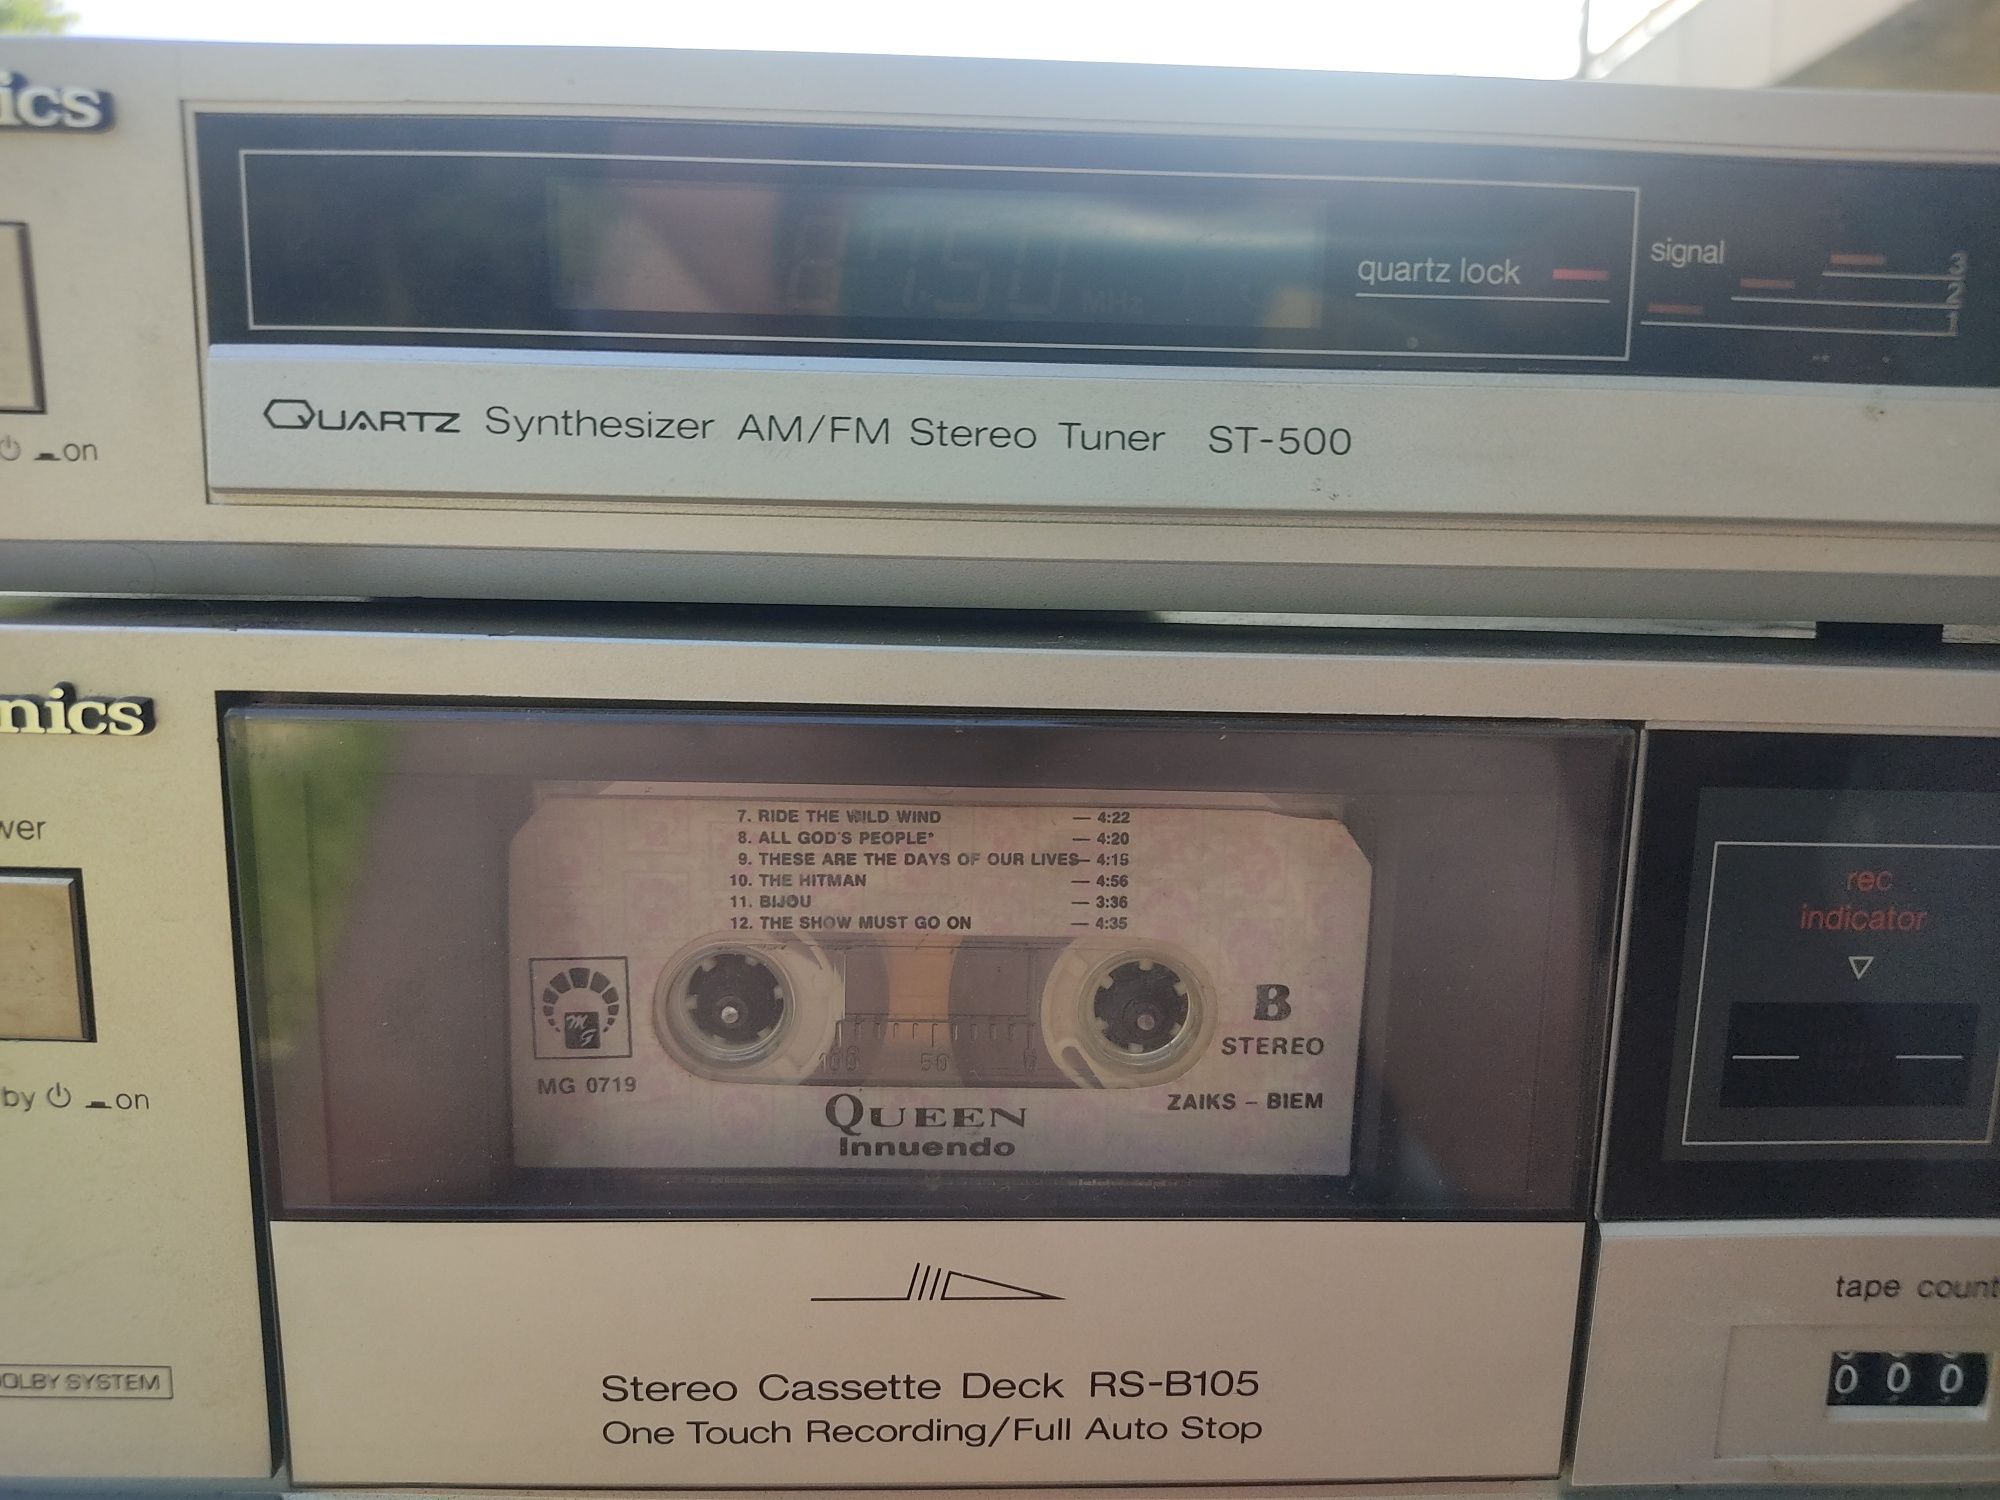 ics
87.50 MHz
quartz lock
signal
3
2
1
on
QUARTZ Synthesizer AM/FM Stereo Tuner ST-500
nics
wer
by on
OLBY SYSTEM
7. RIDE THE WILD WIND — 4:22
8. ALL GOD'S PEOPLE* — 4:20
9. THESE ARE THE DAYS OF OUR LIVES— 4:15
10. THE HITMAN — 4:56
11. BIJOU — 3:36
12. THE SHOW MUST GO ON — 4:35
MG
MG 0719
100 50 0
B
STEREO
ZAIKS – BIEM
QUEEN
Innuendo
rec
indicator
tape count
000
Stereo Cassette Deck RS-B105
One Touch Recording/Full Auto Stop